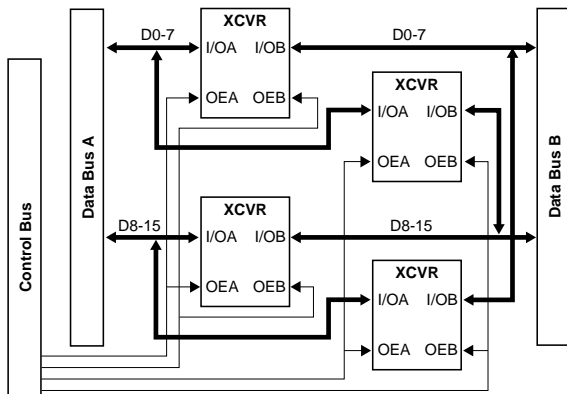 Control Bus
Data Bus A
D0-7
XCVR
I/OA I/OB
OEA OEB
D0-7
XCVR
I/OA I/OB
OEA OEB
D8-15
XCVR
I/OA I/OB
OEA OEB
D8-15
XCVR
I/OA I/OB
OEA OEB
Data Bus B